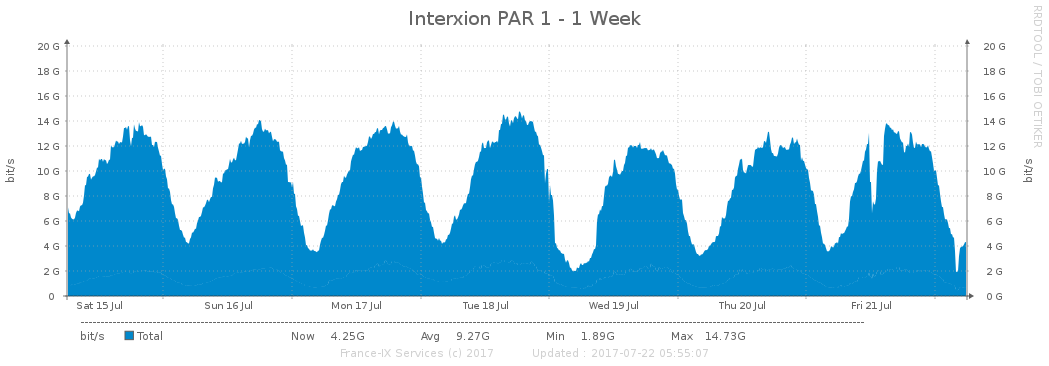 Interxion PAR 1 - 1 Week
RRDTOOL / TOBI OETIKER
20 G 20 G
18 G 18 G
16 G 16 G
14 G 14 G
12 G 12 G
10 G 10 G
8 G 8 G
6 G 6 G
4 G 4 G
2 G 2 G
0 0 G
bit/s
bit/s
Sat 15 Jul Sun 16 Jul Mon 17 Jul Tue 18 Jul Wed 19 Jul Thu 20 Jul Fri 21 Jul
bit/s Total Now 4.25G Avg 9.27G Min 1.89G Max 14.73G
France-IX Services (c) 2017 Updated : 2017-07-22 05:55:07